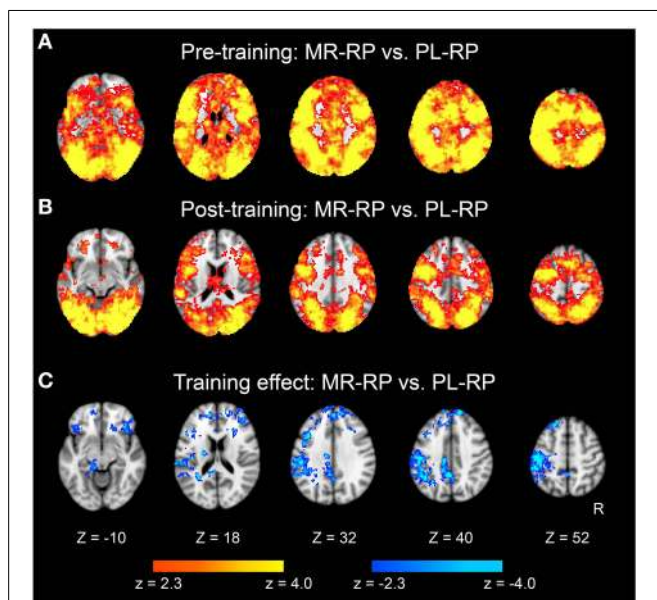 A
Pre-training: MR-RP vs. PL-RP
B
Post-training: MR-RP vs. PL-RP
C
Training effect: MR-RP vs. PL-RP
R
Z = -10 Z = 18 Z = 32 Z = 40 Z = 52
z = 2.3 z = 4.0 z = -2.3 z = -4.0